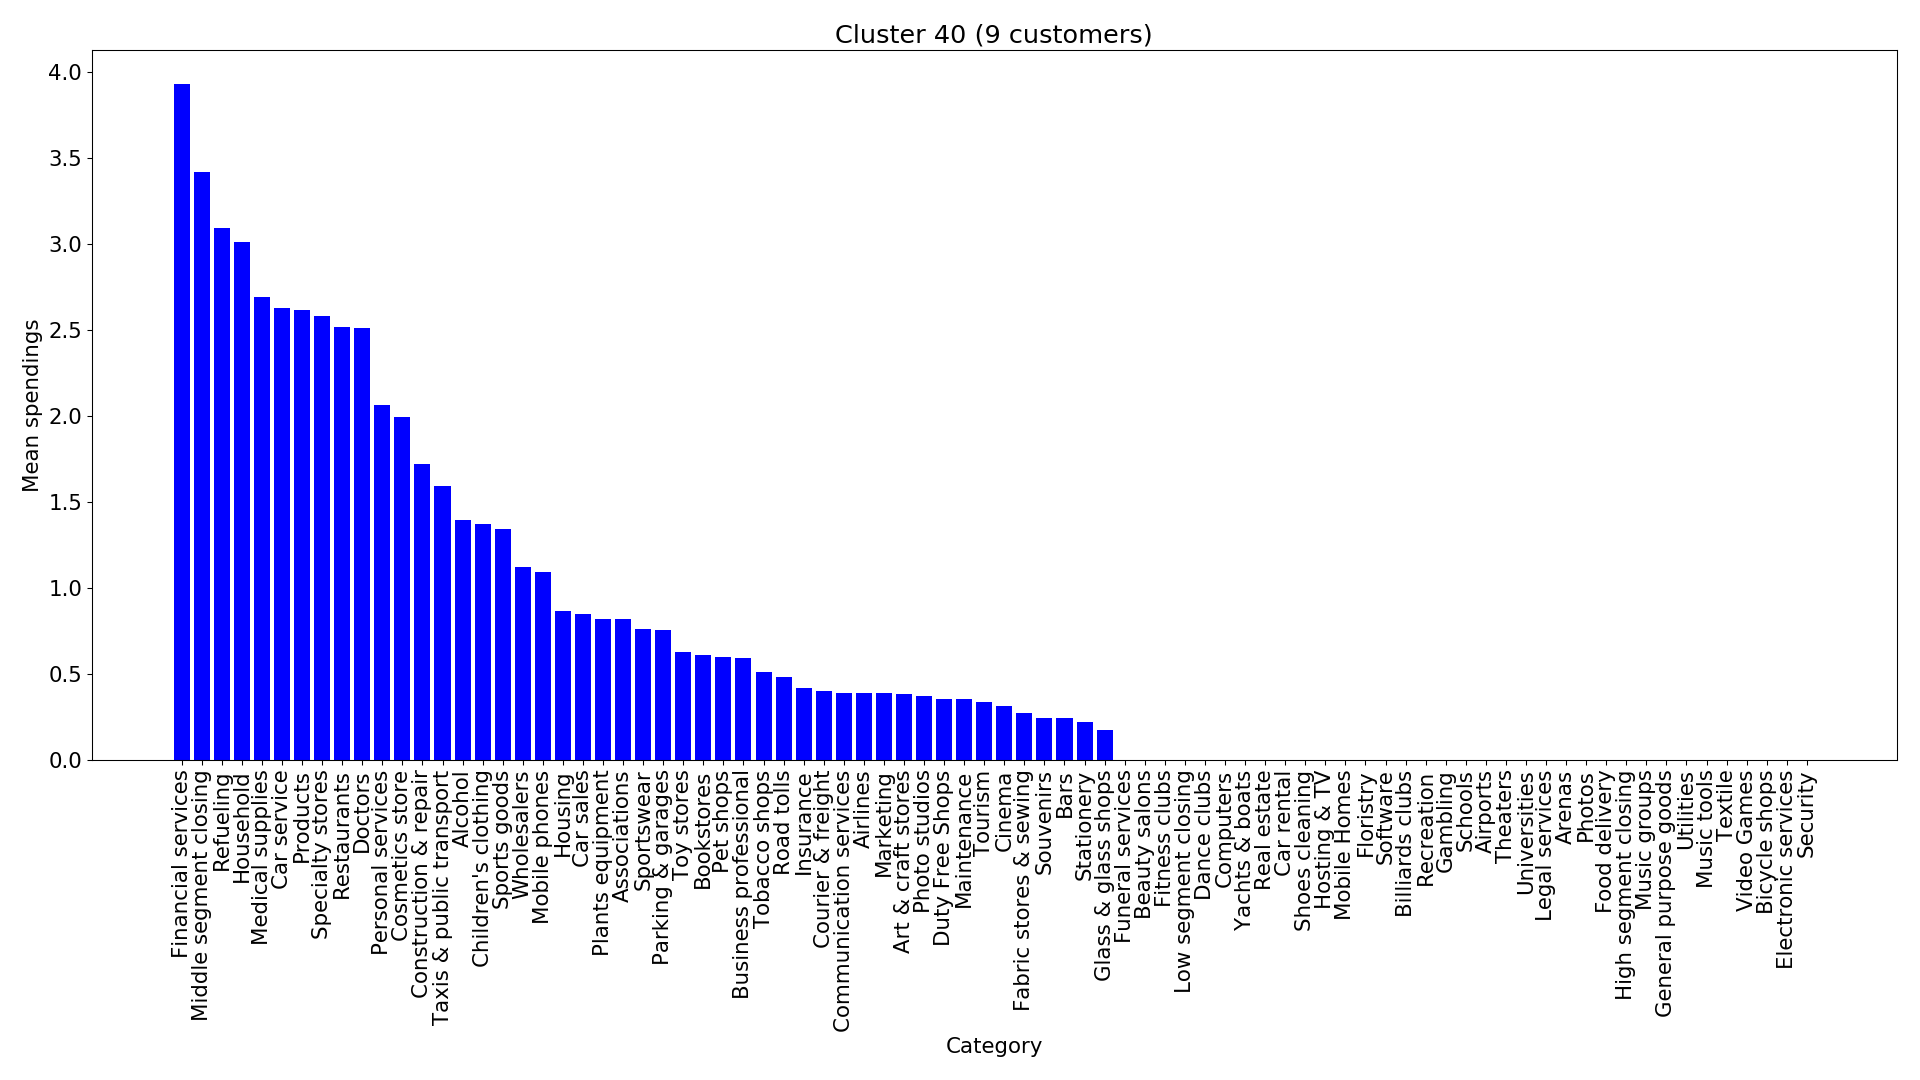 Cluster 40 (9 customers)
4.0
3.5
3.0
2.5
2.0
1.5
1.0
0.5
0.0
Mean spendings
Financial services
Middle segment closing
Refueling
Household
Medical supplies
Car service
Products
Specialty stores
Restaurants
Doctors
Personal services
Cosmetics store
Construction & repair
Taxis & public transport
Alcohol
Children's clothing
Sports goods
Wholesalers
Mobile phones
Housing
Car sales
Plants equipment
Associations
Sportswear
Parking & garages
Toy stores
Bookstores
Pet shops
Business professional
Tobacco shops
Road tolls
Insurance
Courier & freight
Communication services
Airlines
Marketing
Art & craft stores
Photo studios
Duty Free Shops
Maintenance
Tourism
Cinema
Fabric stores & sewing
Souvenirs
Bars
Stationery
Glass & glass shops
Funeral services
Beauty salons
Fitness clubs
Low segment closing
Dance clubs
Computers
Yachts & boats
Real estate
Car rental
Shoes cleaning
Hosting & TV
Mobile Homes
Floristry
Software
Billiards clubs
Recreation
Gambling
Schools
Airports
Theaters
Universities
Legal services
Arenas
Photos
Food delivery
High segment closing
Music groups
General purpose goods
Utilities
Music tools
Textile
Video Games
Bicycle shops
Electronic services
Security
Category